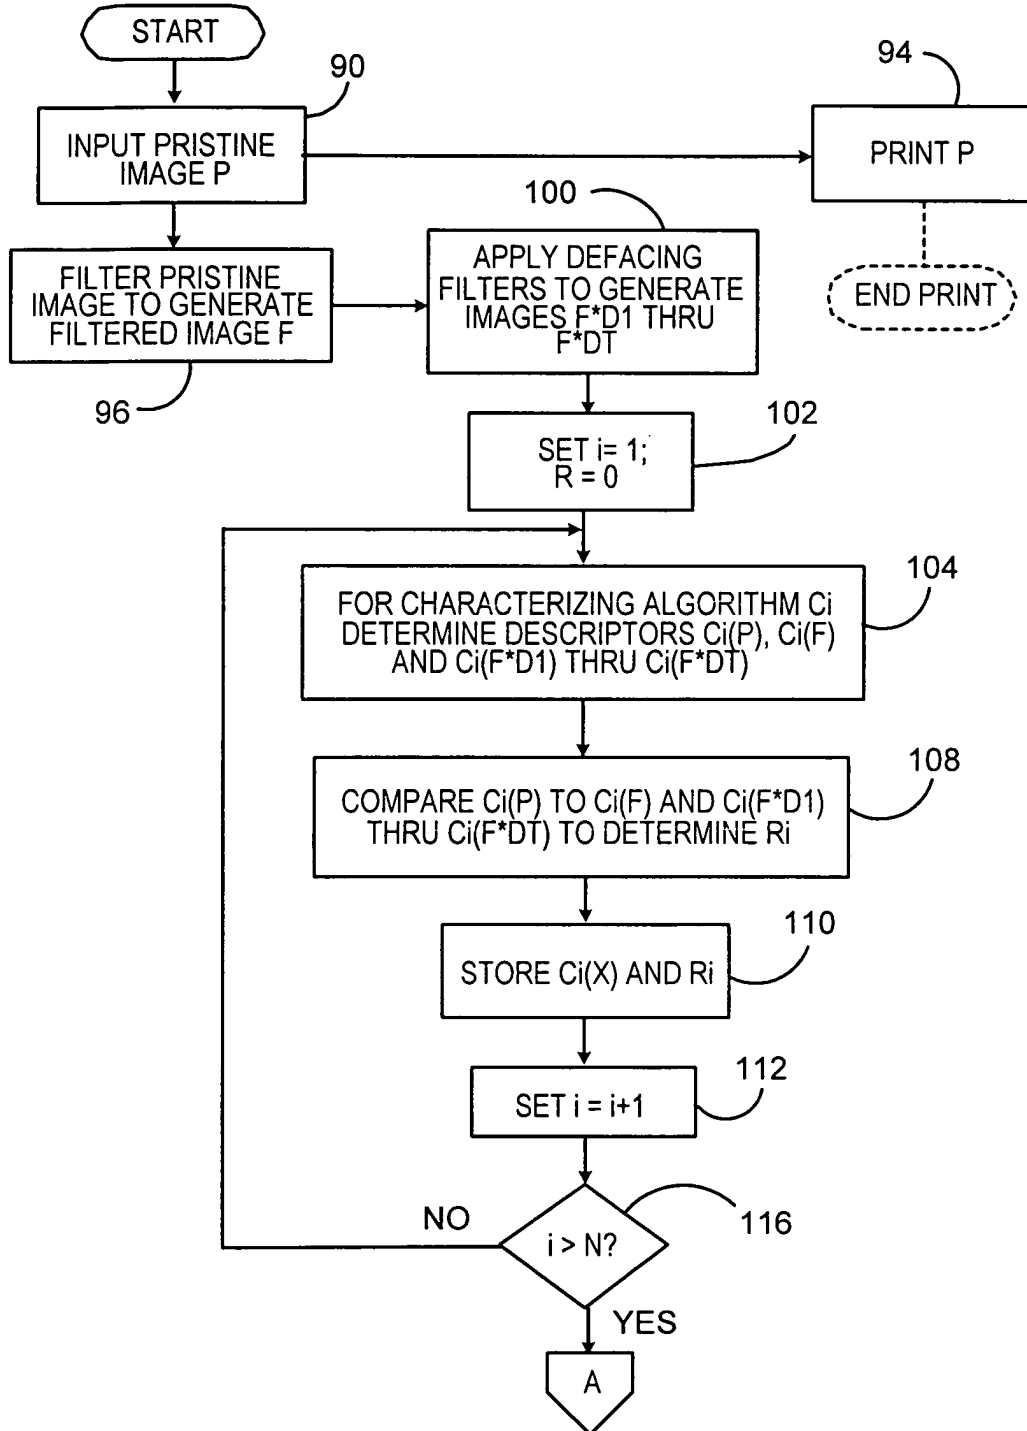 START
90
INPUT PRISTINE
IMAGE P
94
PRINT P
END PRINT
FILTER PRISTINE
IMAGE TO GENERATE
FILTERED IMAGE F
96
100
APPLY DEFACING
FILTERS TO GENERATE
IMAGES F*D1 THRU
F*DT
102
SET i= 1;
R = 0
104
FOR CHARACTERIZING ALGORITHM Ci
DETERMINE DESCRIPTORS Ci(P), Ci(F)
AND Ci(F*D1) THRU Ci(F*DT)
108
COMPARE Ci(P) TO Ci(F) AND Ci(F*D1)
THRU Ci(F*DT) TO DETERMINE Ri
110
STORE Ci(X) AND Ri
112
SET i = i+1
116
NO
i > N?
YES
A